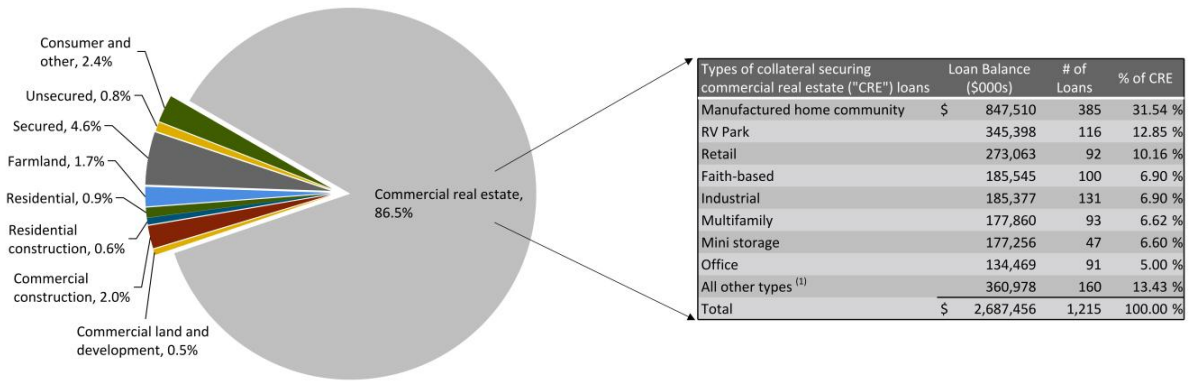 Consumer and
other, 2.4%
Unsecured, 0.8%
Secured, 4.6%
Farmland, 1.7%
Residential, 0.9%
Residential
construction, 0.6%
Commercial
construction, 2.0%
Commercial land and
development, 0.5%
Commercial real estate,
86.5%
Types of collateral securing
commercial real estate ("CRE") loans
Loan Balance
($000s)
# of
Loans
% of CRE
Manufactured home community $ 847,510 385 31.54 %
RV Park 345,398 116 12.85 %
Retail 273,063 92 10.16 %
Faith-based 185,545 100 6.90 %
Industrial 185,377 131 6.90 %
Multifamily 177,860 93 6.62 %
Mini storage 177,256 47 6.60 %
Office 134,469 91 5.00 %
All other types (1) 360,978 160 13.43 %
Total $ 2,687,456 1,215 100.00 %